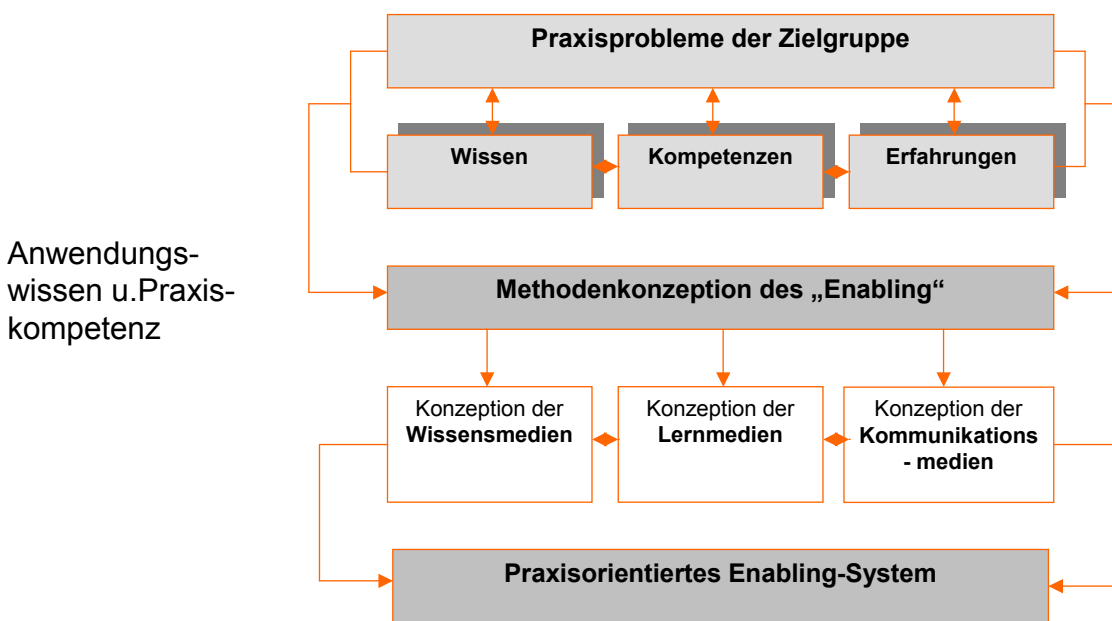 Praxisprobleme der Zielgruppe
Wissen
Kompetenzen
Erfahrungen
Anwendungs-
wissen u.Praxis-
kompetenz
Methodenkonzeption des „Enabling“
Konzeption der
Wissensmedien
Konzeption der
Lernmedien
Konzeption der
Kommunikations
- medien
Praxisorientiertes Enabling-System